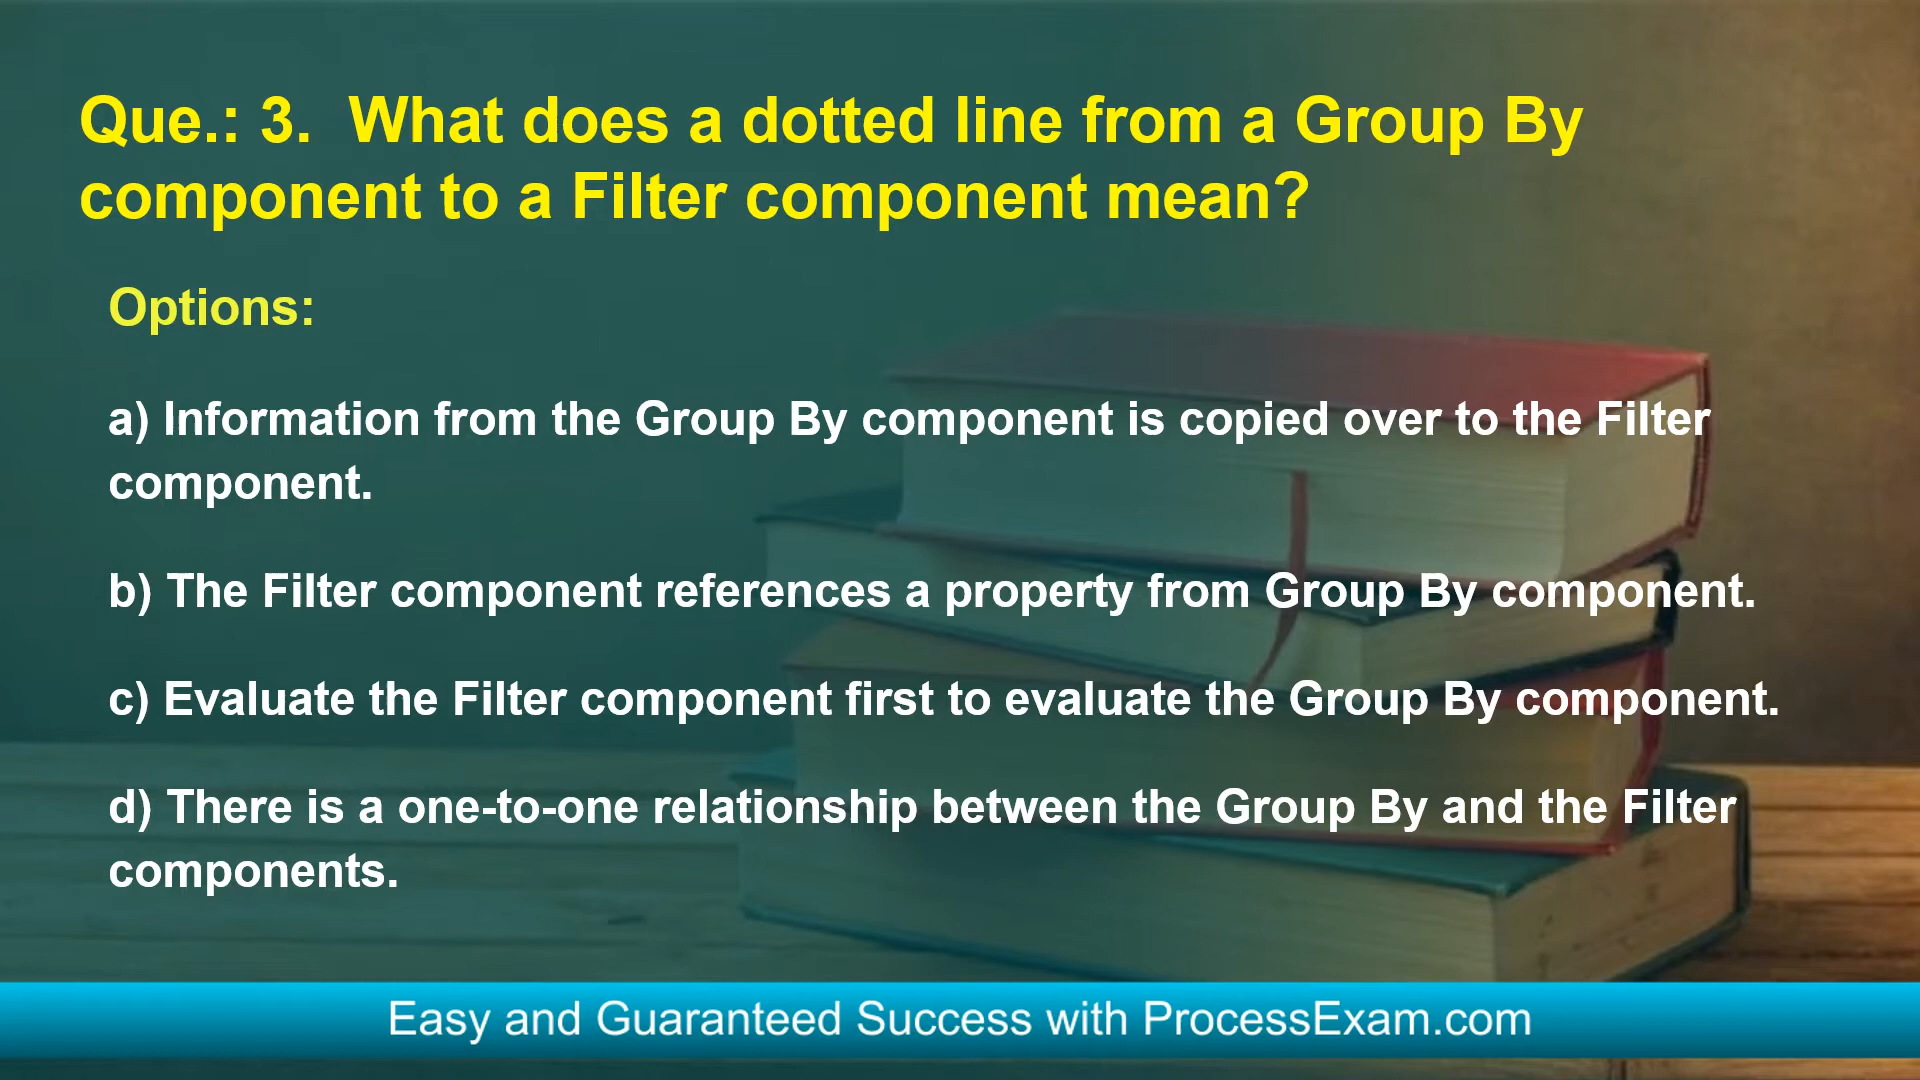 Que.: 3.  What does a dotted line from a Group By
component to a Filter component mean?
Options:
a) Information from the Group By component is copied over to the Filter
component.
b) The Filter component references a property from Group By component.
c) Evaluate the Filter component first to evaluate the Group By component.
d) There is a one-to-one relationship between the Group By and the Filter
components.
Easy and Guaranteed Success with ProcessExam.com